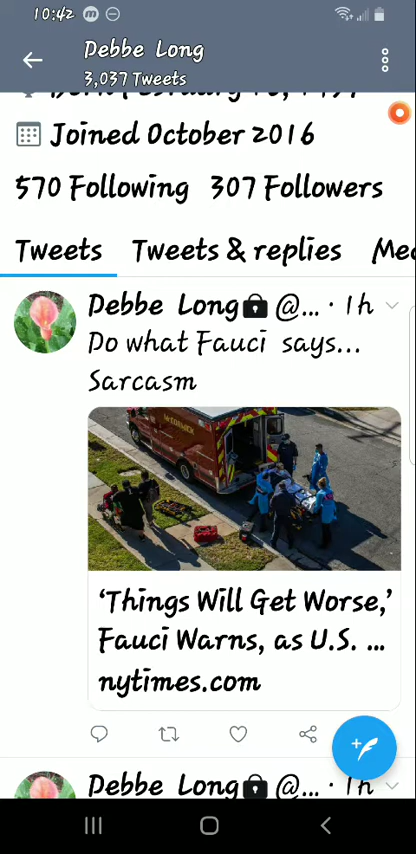 10:42
Debbe Long
3,037 Tweets
Joined October 2016
570 Following 307 Followers
Tweets Tweets & replies Med
Debbe Long @... · 1h
Do what Fauci says...
Sarcasm
'Things Will Get Worse,'
Fauci Warns, as U.S. ...
nytimes.com
Debbe Long @... · 1h